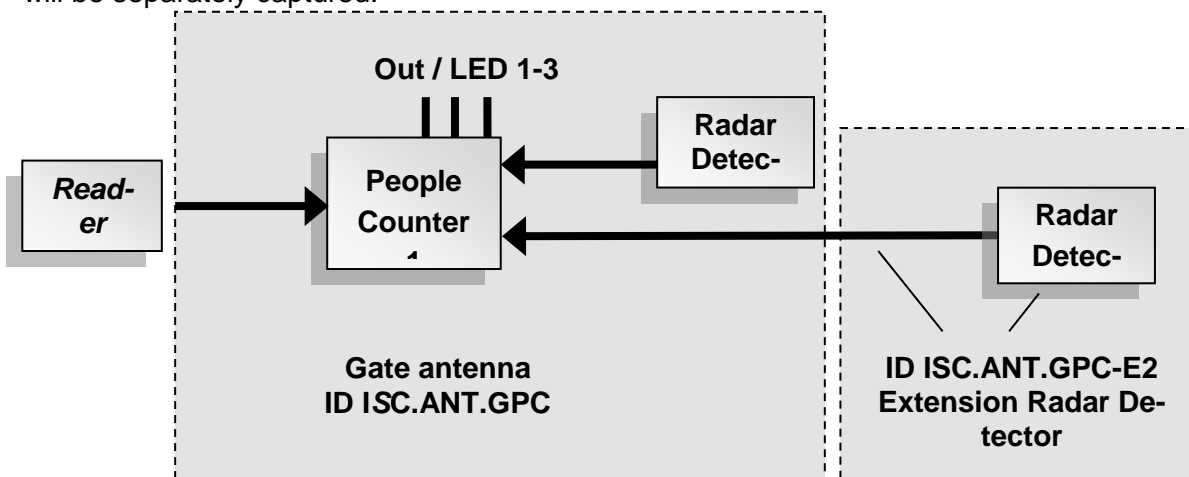 will be separately captured.
Out / LED 1-3
Radar
Detec-
Read-
er
People
Counter
Radar
Detec-
Gate antenna
ID ISC.ANT.GPC
ID ISC.ANT.GPC-E2
Extension Radar De-
tector